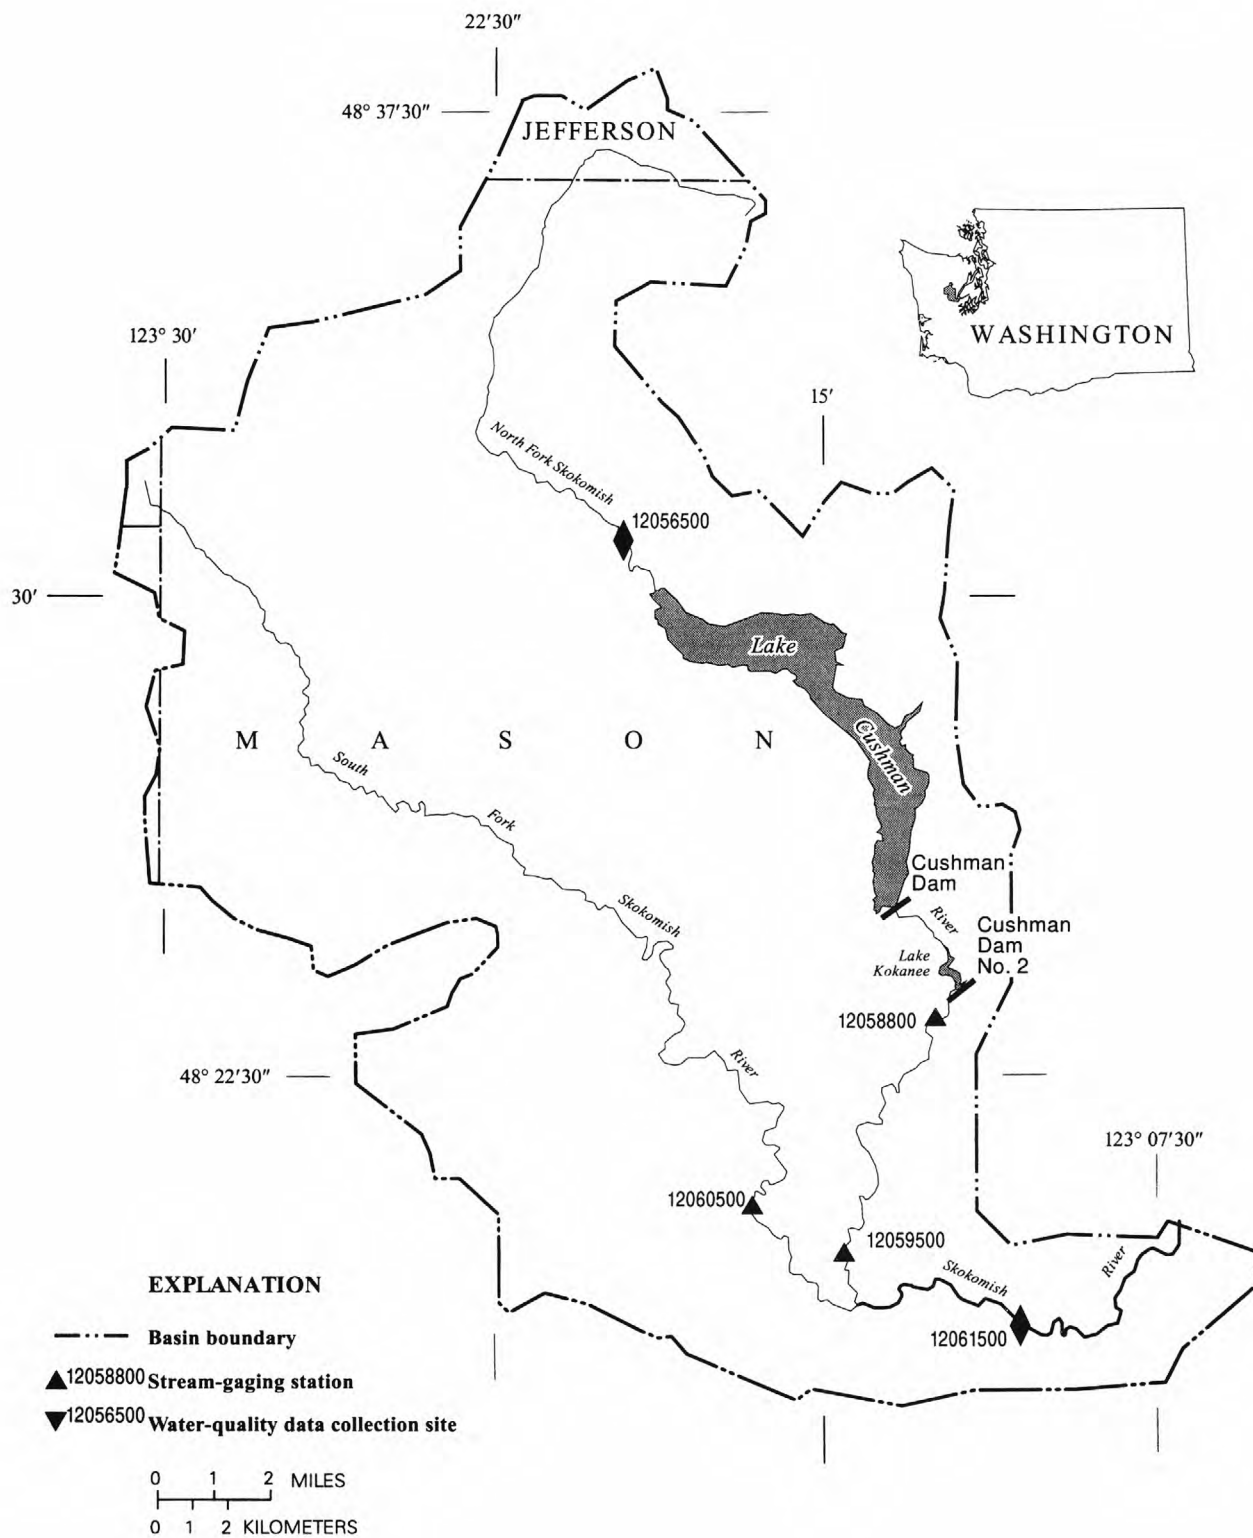 22'30"
48° 37'30"
JEFFERSON
WASHINGTON
123° 30'
15'
North Fork Skokomish
12056500
30'
Lake
Cushman
M A S O N
South
Fork
Skokomish
River
Cushman
Dam
River
Cushman
Dam
No. 2
Lake
Kokanee
12058800
48° 22'30"
123° 07'30"
12060500
12059500
Skokomish
River
12061500
EXPLANATION
Basin boundary
12058800 Stream-gaging station
12056500 Water-quality data collection site
0 1 2 MILES
0 1 2 KILOMETERS